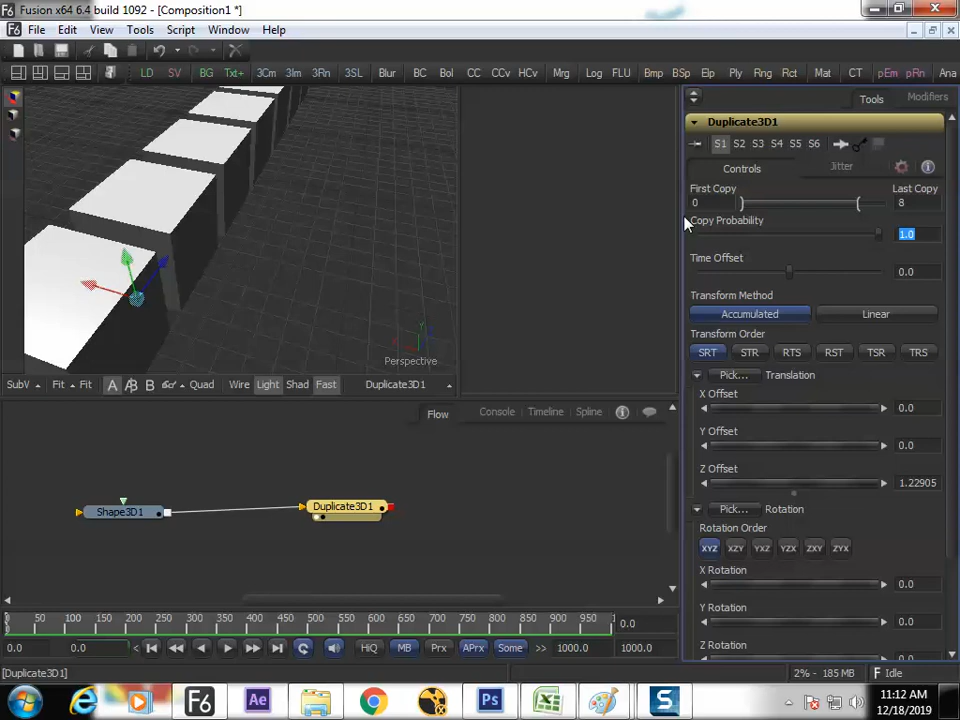 Fusion x64 6.4 build 1092 - [Composition1 *]
File Edit View Tools Script Window Help
LD SV BG Txt+ 3Cm 3Im 3Rn 3SL Blur BC Bol CC CCv HCv Mrg Log FLU Bmp BSp Elp Ply Rng Rct Mat CT pEm pRn Ana
Tools Modifiers
Duplicate3D1
S1 S2 S3 S4 S5 S6
Controls Jitter
First Copy Last Copy
0 8
Copy Probability
1.0
Time Offset
0.0
Transform Method
Accumulated Linear
Transform Order
SRT STR RTS RST TSR TRS
Pick... Translation
X Offset
0.0
Y Offset
0.0
Z Offset
1.22905
Pick... Rotation
Rotation Order
XYZ XZY YXZ YZX ZXY ZYX
X Rotation
0.0
Y Rotation
0.0
Z Rotation
Y
Perspective
SubV Fit Fit A B Quad Wire Light Shad Fast Duplicate3D1
Flow Console Timeline Spline
Shape3D1 Duplicate3D1
0 50 100 150 200 250 300 350 400 450 500 550 600 650 700 750 800 850 900 950 0.0
0.0 0.0 < HiQ MB Prx APrx Some >> 1000.0 1000.0
[Duplicate3D1] 2% - 185 MB Idle
F6 Ae Ps S 11:12 AM
12/18/2019